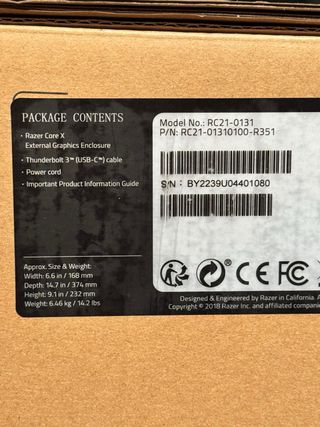 PACKAGE CONTENTS
• Razer Core X
External Graphics Enclosure
• Thunderbolt 3™ (USB-C™) cable
• Power cord
• Important Product Information Guide
Approx. Size & Weight:
Width: 6.6 in / 168 mm
Depth: 14.7 in / 374 mm
Height: 9.1 in / 232 mm
Weight: 6.46 kg / 14.2 lbs
Model No.: RC21-0131
P/N: RC21-01310100-R351
S/N : BY2239U04401080
CE FC
Designed & Engineered by Razer in California. A
Copyright © 2018 Razer Inc. and affiliated companie